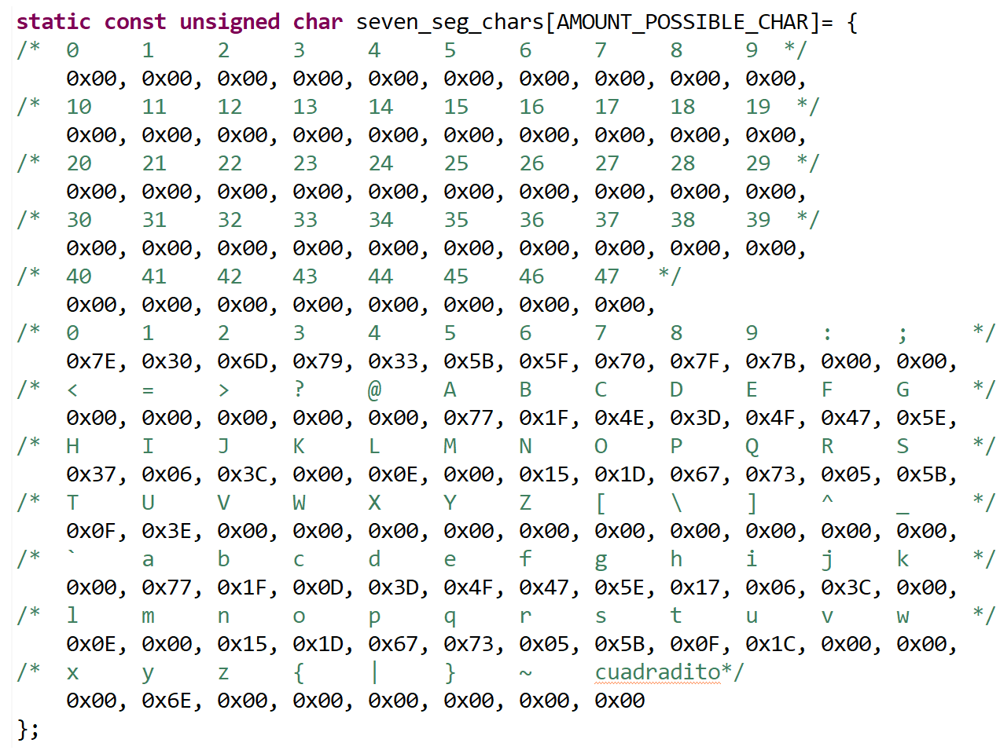 static const unsigned char seven_seg_chars[AMOUNT_POSSIBLE_CHAR]= {
/*  0     1     2     3     4     5     6     7     8     9  */
    0x00, 0x00, 0x00, 0x00, 0x00, 0x00, 0x00, 0x00, 0x00, 0x00,
/*  10    11    12    13    14    15    16    17    18    19  */
    0x00, 0x00, 0x00, 0x00, 0x00, 0x00, 0x00, 0x00, 0x00, 0x00,
/*  20    21    22    23    24    25    26    27    28    29  */
    0x00, 0x00, 0x00, 0x00, 0x00, 0x00, 0x00, 0x00, 0x00, 0x00,
/*  30    31    32    33    34    35    36    37    38    39  */
    0x00, 0x00, 0x00, 0x00, 0x00, 0x00, 0x00, 0x00, 0x00, 0x00,
/*  40    41    42    43    44    45    46    47   */
    0x00, 0x00, 0x00, 0x00, 0x00, 0x00, 0x00, 0x00,
/*  0     1     2     3     4     5     6     7     8     9     :     ;     */
    0x7E, 0x30, 0x6D, 0x79, 0x33, 0x5B, 0x5F, 0x70, 0x7F, 0x7B, 0x00, 0x00,
/*  <     =     >     ?     @     A     B     C     D     E     F     G     */
    0x00, 0x00, 0x00, 0x00, 0x00, 0x77, 0x1F, 0x4E, 0x3D, 0x4F, 0x47, 0x5E,
/*  H     I     J     K     L     M     N     O     P     Q     R     S     */
    0x37, 0x06, 0x3C, 0x00, 0x0E, 0x00, 0x15, 0x1D, 0x67, 0x73, 0x05, 0x5B,
/*  T     U     V     W     X     Y     Z     [     \     ]     ^     _     */
    0x0F, 0x3E, 0x00, 0x00, 0x00, 0x00, 0x00, 0x00, 0x00, 0x00, 0x00, 0x00,
/*  `     a     b     c     d     e     f     g     h     i     j     k     */
    0x00, 0x77, 0x1F, 0x0D, 0x3D, 0x4F, 0x47, 0x5E, 0x17, 0x06, 0x3C, 0x00,
/*  l     m     n     o     p     q     r     s     t     u     v     w     */
    0x0E, 0x00, 0x15, 0x1D, 0x67, 0x73, 0x05, 0x5B, 0x0F, 0x1C, 0x00, 0x00,
/*  x     y     z     {     |     }     ~     cuadradito*/
    0x00, 0x6E, 0x00, 0x00, 0x00, 0x00, 0x00, 0x00
};